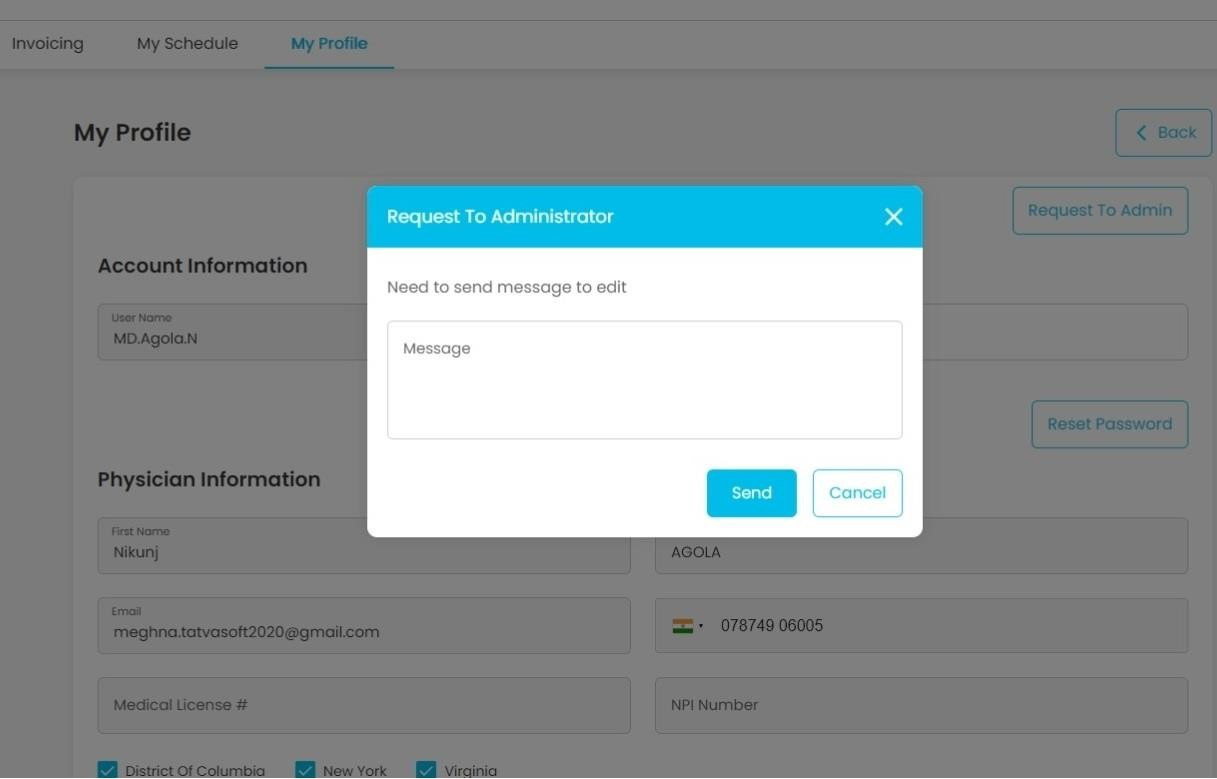 Invoicing My Schedule My Profile
My Profile
Back
Request To Administrator
Request To Admin
Account Information
Need to send message to edit
User Name
MD.Agola.N
Message
Reset Password
Physician Information
Send Cancel
First Name
Nikunj
AGOLA
Email
meghna.tatvasoft2020@gmail.com
078749 06005
Medical License # NPI Number
District Of Columbia New York Virginia